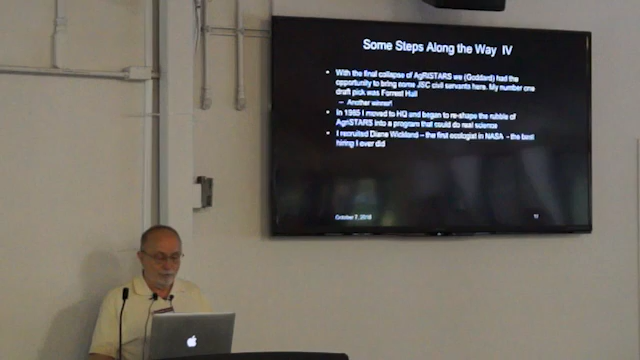 Some Steps Along the Way IV
• With the final collapse of AgRISTARS we (Goddard) had the
opportunity to bring some JSC civil servants here. My number one
draft pick was Forrest Hall
– Another winner!
• In 1985 I moved to HQ and began to re-shape the rubble of
AgriSTARS into a program that could do real science
• I recruited Diane Wickland – the first ecologist in NASA – the best
hiring I ever did
October 7, 2016